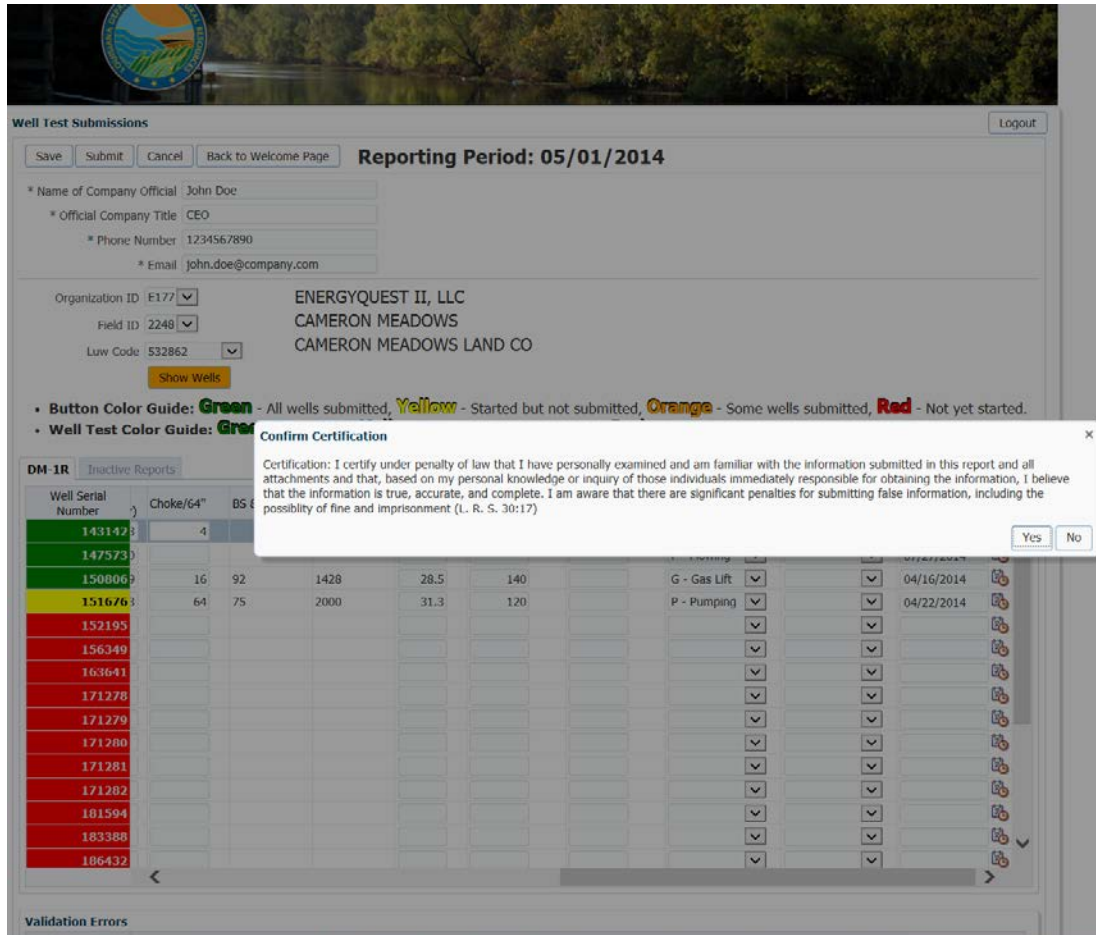 Well Test Submissions
Logout
Save Submit Cancel Back to Welcome Page Reporting Period: 05/01/2014
* Name of Company Official John Doe
* Official Company Title CEO
* Phone Number 1234567890
* Email john.doe@company.com
Organization ID E177 ENERGYQUEST II, LLC
Field ID 2248 CAMERON MEADOWS
Luw Code 532862 CAMERON MEADOWS LAND CO
Show Wells
• Button Color Guide: Green - All wells submitted, Yellow - Started but not submitted, Orange - Some wells submitted, Red - Not yet started.
• Well Test Color Guide:
Confirm Certification ×
Certification: I certify under penalty of law that I have personally examined and am familiar with the information submitted in this report and all
attachments and that, based on my personal knowledge or inquiry of those individuals immediately responsible for obtaining the information, I believe
that the information is true, accurate, and complete. I am aware that there are significant penalties for submitting false information, including the
possiblity of fine and imprisonment (L. R. S. 30:17)
Yes No
DM-1R Inactive Reports
Well Serial
Number Choke/64" BS
143142 4
147573
150806 16 92 1428 28.5 140 G - Gas Lift 04/16/2014
151676 64 75 2000 31.3 120 P - Pumping 04/22/2014
152195
156349
163641
171278
171279
171280
171281
171282
181594
183388
186432
Validation Errors